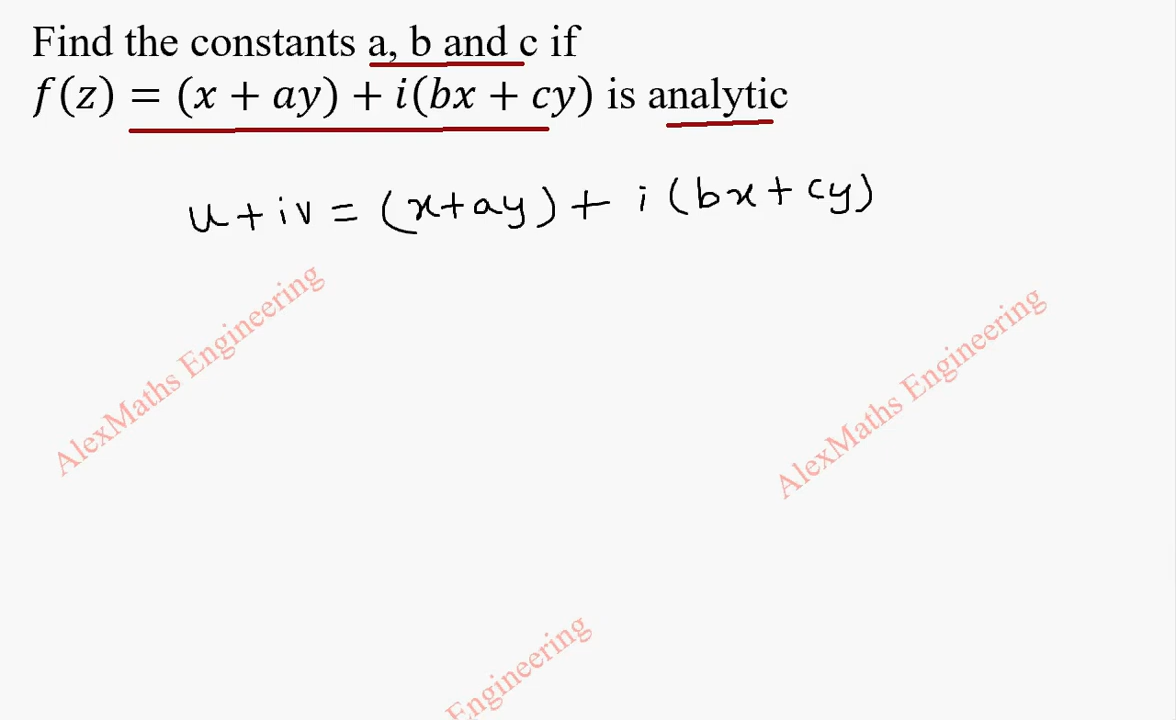 Find the constants a, b and c if
f(z) = (x + ay) + i(bx + cy) is analytic
u + iv = (x+ay) + i (bx + cy)
AlexMaths Engineering
AlexMaths Engineering
Engineering